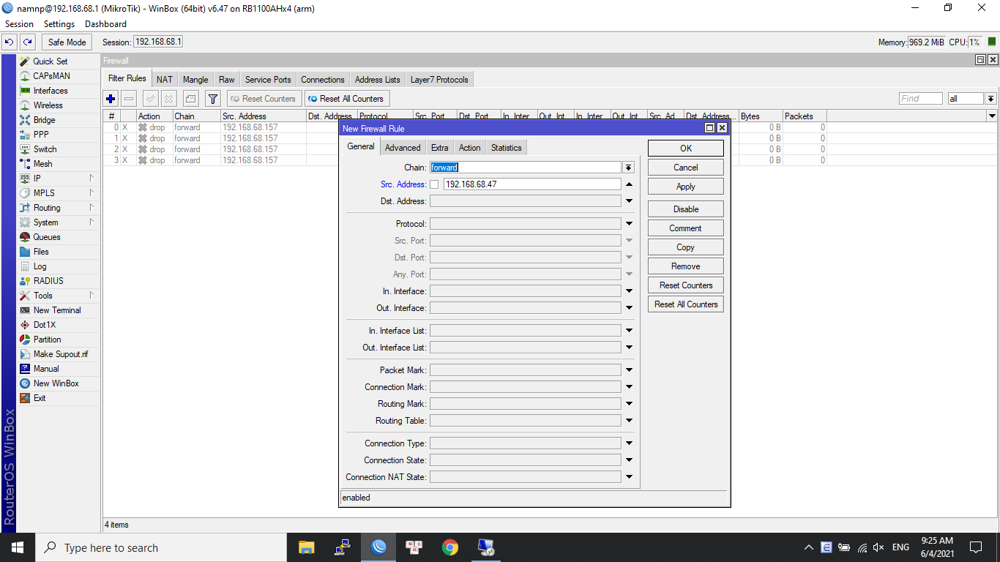 namnp@192.168.68.1 (MikroTik) - WinBox (64bit) v6.47 on RB1100AHx4 (arm)
Session Settings Dashboard
Safe Mode Session: 192.168.68.1 Memory: 969.2 MiB CPU: 1%
Quick Set
CAPsMAN
Interfaces
Wireless
Bridge
PPP
Switch
Mesh
IP
MPLS
Routing
System
Queues
Files
Log
RADIUS
Tools
New Terminal
Dot1X
Partition
Make Supout.rif
Manual
New WinBox
Exit
RouterOS WinBox
Firewall
Filter Rules NAT Mangle Raw Service Ports Connections Address Lists Layer7 Protocols
Reset Counters Reset All Counters Find all
# Action Chain Src. Address Dst. Address Protocol Src. Port Dst. Port In. Inter... Out. Int... In. Inter... Out. Int... Src. Ad... Dst. Address... Bytes Packets
0 X drop forward 192.168.68.157 0 B 0
1 X drop forward 192.168.68.157 0 B 0
2 X drop forward 192.168.68.157 0 B 0
3 X drop forward 192.168.68.157 0 B 0
New Firewall Rule
General Advanced Extra Action Statistics
Chain: forward
Src. Address: 192.168.68.47
Dst. Address:
Protocol:
Src. Port:
Dst. Port:
Any. Port:
In. Interface:
Out. Interface:
In. Interface List:
Out. Interface List:
Packet Mark:
Connection Mark:
Routing Mark:
Routing Table:
Connection Type:
Connection State:
Connection NAT State:
OK
Cancel
Apply
Disable
Comment
Copy
Remove
Reset Counters
Reset All Counters
enabled
4 items
Type here to search
ENG
9:25 AM
6/4/2021